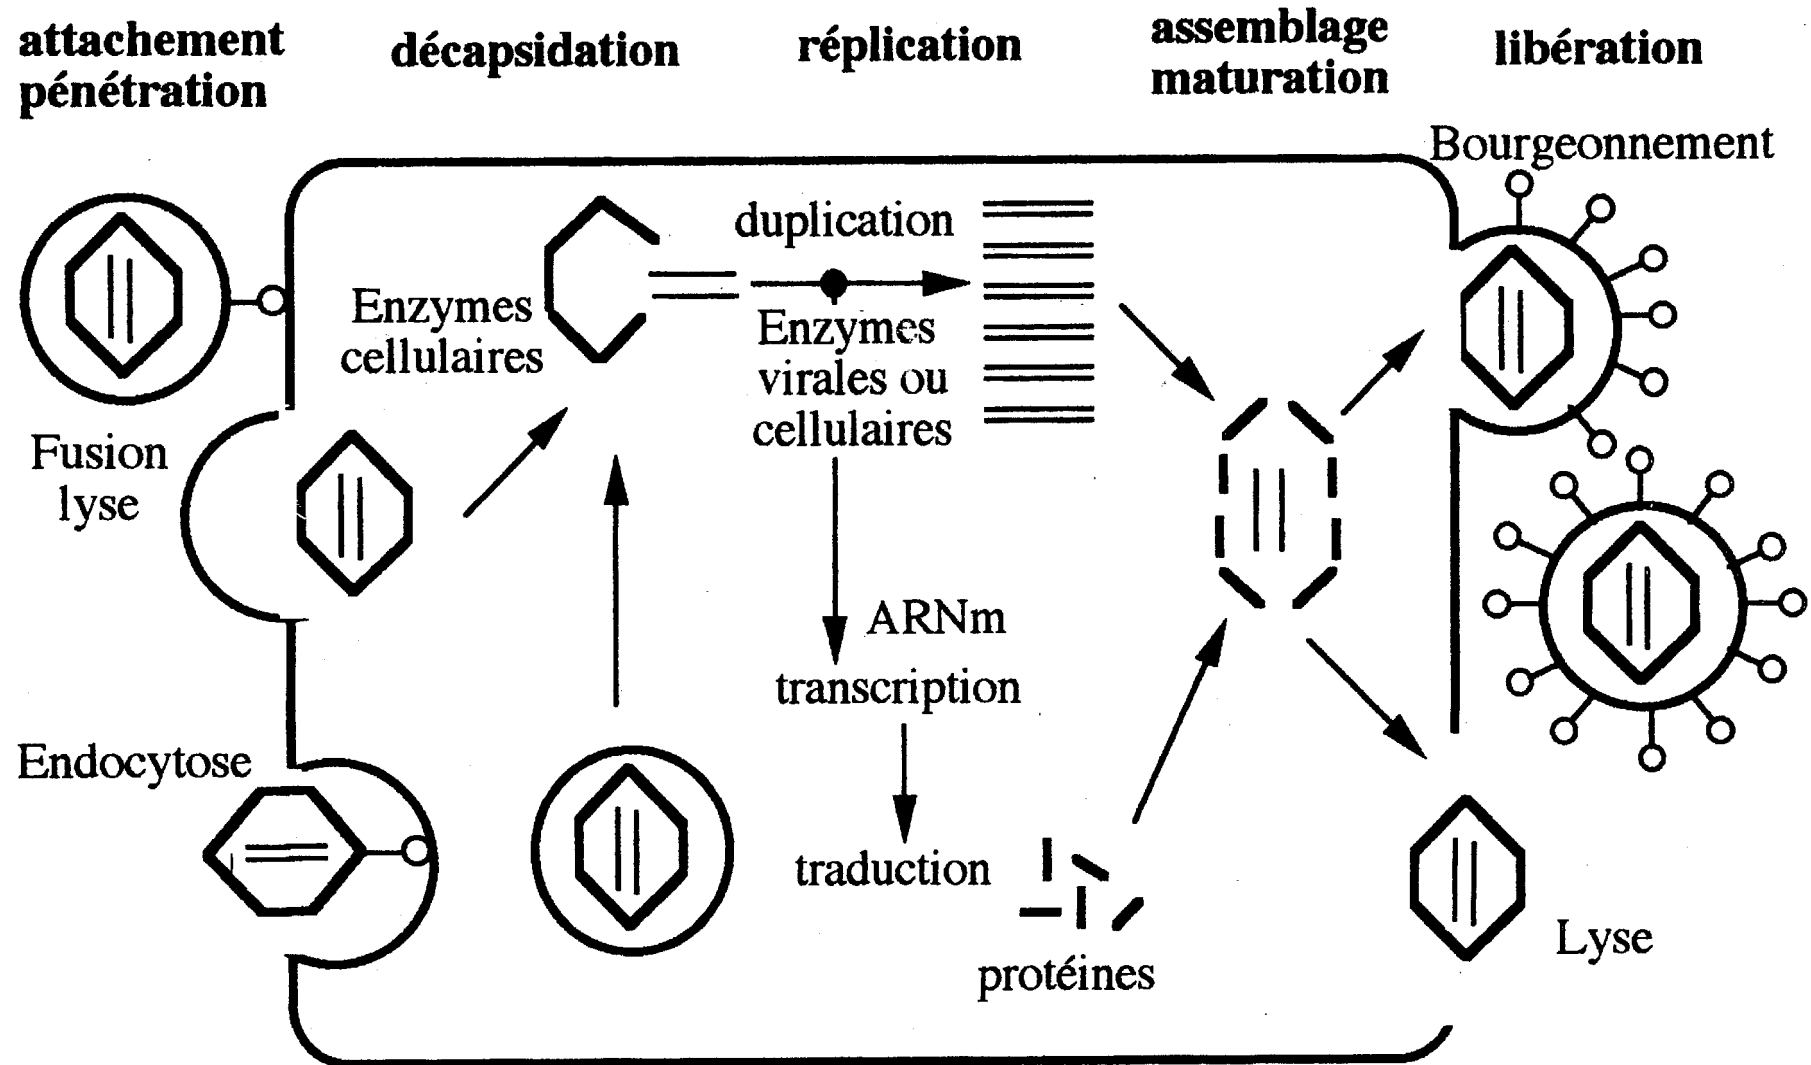 attachement
pénétration
décapsidation
réplication
assemblage
maturation
libération
Bourgeonnement
duplication
Enzymes
cellulaires
Enzymes
virales ou
cellulaires
Fusion
lyse
ARNm
transcription
Endocytose
traduction
protéines
Lyse